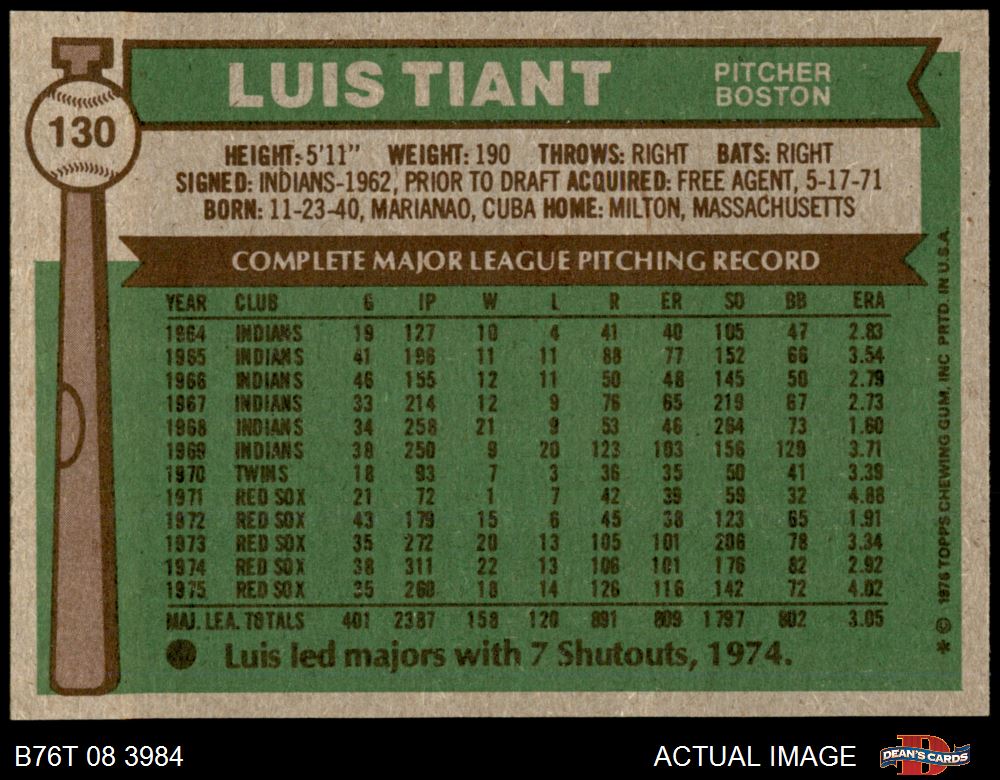 LUIS TIANT
PITCHER
BOSTON
130
HEIGHT: 5'11" WEIGHT: 190 THROWS: RIGHT BATS: RIGHT
SIGNED: INDIANS-1962, PRIOR TO DRAFT ACQUIRED: FREE AGENT, 5-17-71
BORN: 11-23-40, MARIANAO, CUBA HOME: MILTON, MASSACHUSETTS
COMPLETE MAJOR LEAGUE PITCHING RECORD
YEAR CLUB G IP W L R ER SO BB ERA
1964 INDIANS 19 127 10 4 41 40 105 47 2.83
1965 INDIANS 41 196 11 11 88 77 152 66 3.54
1966 INDIANS 46 155 12 11 50 48 145 50 2.79
1967 INDIANS 33 214 12 9 76 65 219 67 2.73
1968 INDIANS 34 258 21 9 53 46 264 73 1.60
1969 INDIANS 38 250 9 20 123 103 156 129 3.71
1970 TWINS 18 93 7 3 36 35 50 41 3.39
1971 RED SOX 21 72 1 7 42 39 59 32 4.88
1972 RED SOX 43 179 15 6 45 38 123 65 1.91
1973 RED SOX 35 272 20 13 105 101 206 78 3.34
1974 RED SOX 38 311 22 13 106 101 176 82 2.92
1975 RED SOX 35 260 18 14 126 116 142 72 4.02
MAJ. LEA. TOTALS 401 2387 158 120 891 809 1797 802 3.05
Luis led majors with 7 Shutouts, 1974.
* © 1976 TOPPS CHEWING GUM, INC. PRTD. IN U.S.A.
B76T 08 3984
ACTUAL IMAGE
DEAN'S CARDS